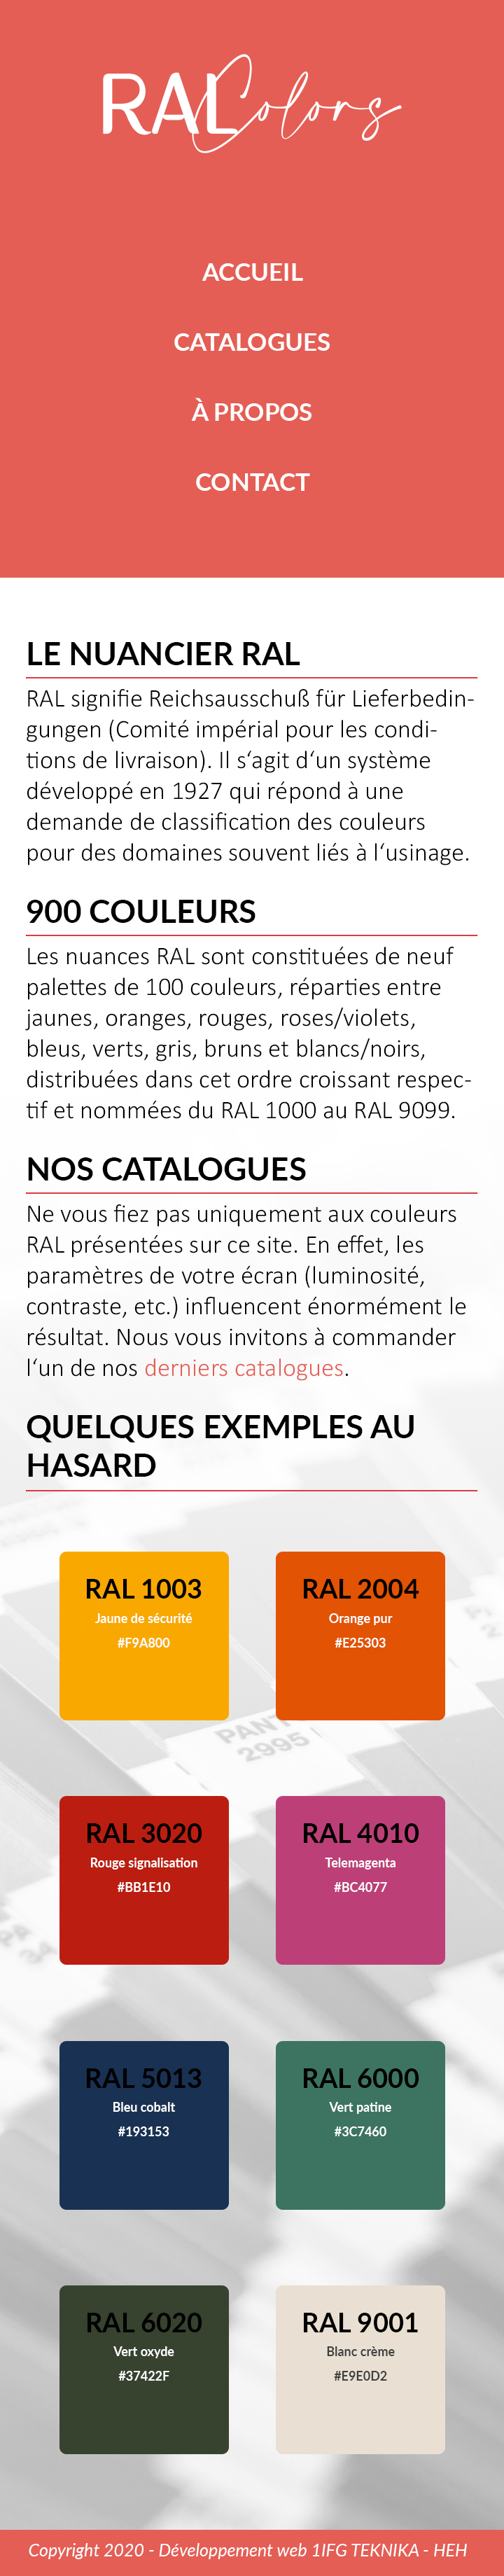 RAL Colors
ACCUEIL
CATALOGUES
À PROPOS
CONTACT
LE NUANCIER RAL
RAL signifie Reichsausschuß für Lieferbedin-
gungen (Comité impérial pour les condi-
tions de livraison). Il s‘agit d‘un système
développé en 1927 qui répond à une
demande de classification des couleurs
pour des domaines souvent liés à l‘usinage.
900 COULEURS
Les nuances RAL sont constituées de neuf
palettes de 100 couleurs, réparties entre
jaunes, oranges, rouges, roses/violets,
bleus, verts, gris, bruns et blancs/noirs,
distribuées dans cet ordre croissant respec-
tif et nommées du RAL 1000 au RAL 9099.
NOS CATALOGUES
Ne vous fiez pas uniquement aux couleurs
RAL présentées sur ce site. En effet, les
paramètres de votre écran (luminosité,
contraste, etc.) influencent énormément le
résultat. Nous vous invitons à commander
l‘un de nos derniers catalogues.
QUELQUES EXEMPLES AU
HASARD
RAL 1003
Jaune de sécurité
#F9A800
RAL 2004
Orange pur
#E25303
PANT
2995
RAL 3020
Rouge signalisation
#BB1E10
RAL 4010
Telemagenta
#BC4077
RAL 5013
Bleu cobalt
#193153
RAL 6000
Vert patine
#3C7460
RAL 6020
Vert oxyde
#37422F
RAL 9001
Blanc crème
#E9E0D2
Copyright 2020 - Développement web 1IFG TEKNIKA - HEH